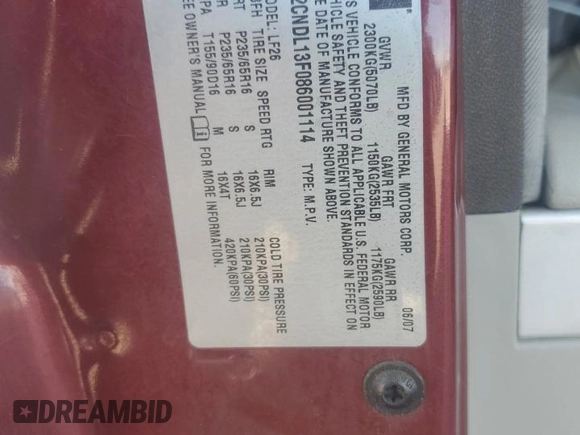 MFD BY GENERAL MOTORS CORP. 06/07
GVWR GAWR FRT GAWR RR
2300KG(5070LB) 1150KG(2535LB) 1175KG(2590LB)
S VEHICLE CONFORMS TO ALL APPLICABLE U.S. FEDERAL MOTOR
HICLE SAFETY AND THEFT PREVENTION STANDARDS IN EFFECT ON
DATE OF MANUFACTURE SHOWN ABOVE.
2CNDL13F086001114 TYPE: M.P.V.
MODEL: LF26
TIRE SIZE SPEED RTG RIM COLD TIRE PRESSURE
P235/65R16 S 16X6.5J 210KPA(30PSI)
P235/65R16 S 16X6.5J 210KPA(30PSI)
T155/90D16 M 16X4T 420KPA(60PSI)
EE OWNER'S MANUAL FOR MORE INFORMATION.
DREAMBID